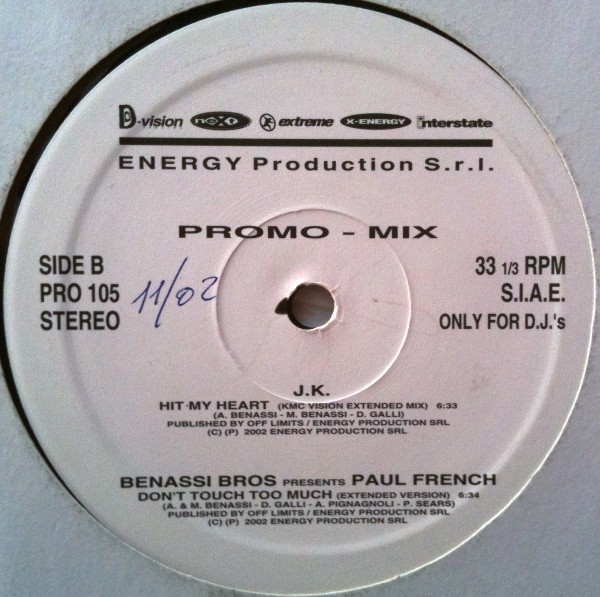 D-vision next extreme X-ENERGY interstate
ENERGY Production S.r.l.
PROMO - MIX
SIDE B
PRO 105
STEREO
11/02
33 1/3 RPM
S.I.A.E.
ONLY FOR D.J.'s
J.K.
HIT MY HEART (KMC VISION EXTENDED MIX) 6:33
(A. BENASSI - M. BENASSI - D. GALLI)
PUBLISHED BY OFF LIMITS / ENERGY PRODUCTION SRL
(C) (P) 2002 ENERGY PRODUCTION SRL
BENASSI BROS PRESENTS PAUL FRENCH
DON'T TOUCH TOO MUCH (EXTENDED VERSION) 6:34
(A. & M. BENASSI - D. GALLI - A. PIGNAGNOLI - P. SEARS)
PUBLISHED BY OFF LIMITS / ENERGY PRODUCTION SRL
(C) (P) 2002 ENERGY PRODUCTION SRL